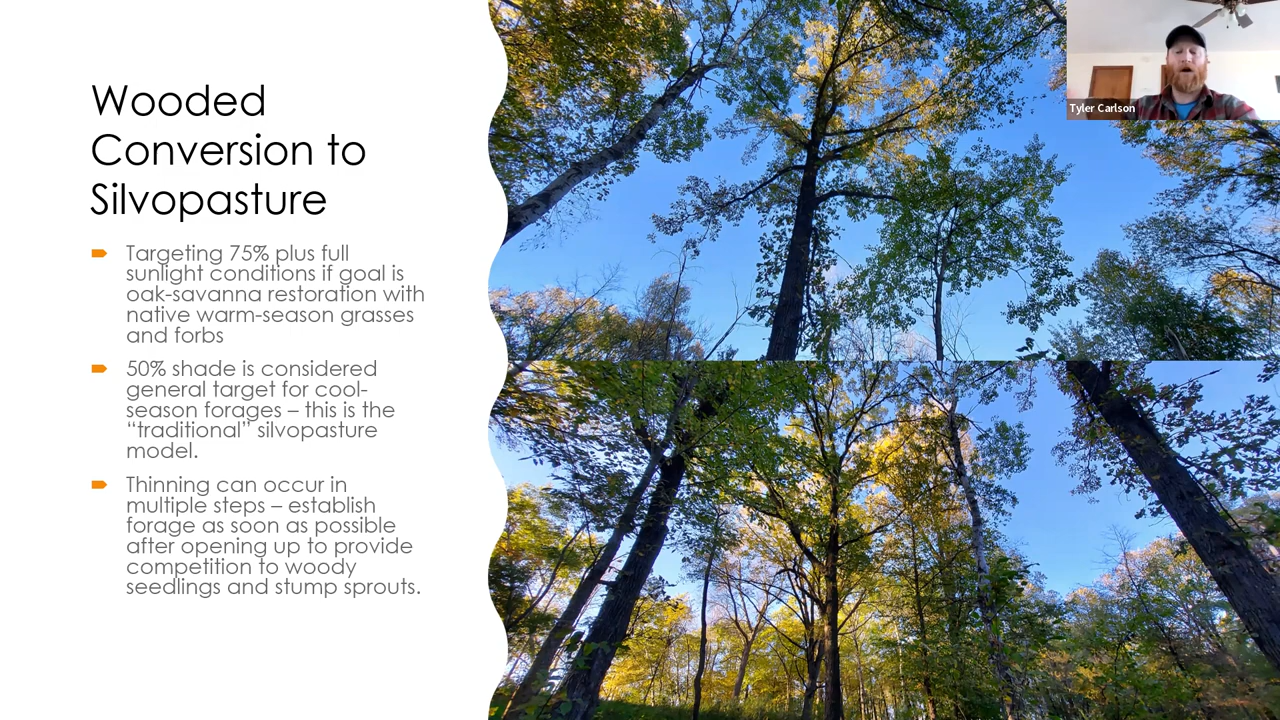 Wooded
Conversion to
Silvopasture
Targeting 75% plus full
sunlight conditions if goal is
oak-savanna restoration with
native warm-season grasses
and forbs
50% shade is considered
general target for cool-
season forages – this is the
“traditional” silvopasture
model.
Thinning can occur in
multiple steps – establish
forage as soon as possible
after opening up to provide
competition to woody
seedlings and stump sprouts.
Tyler Carlson